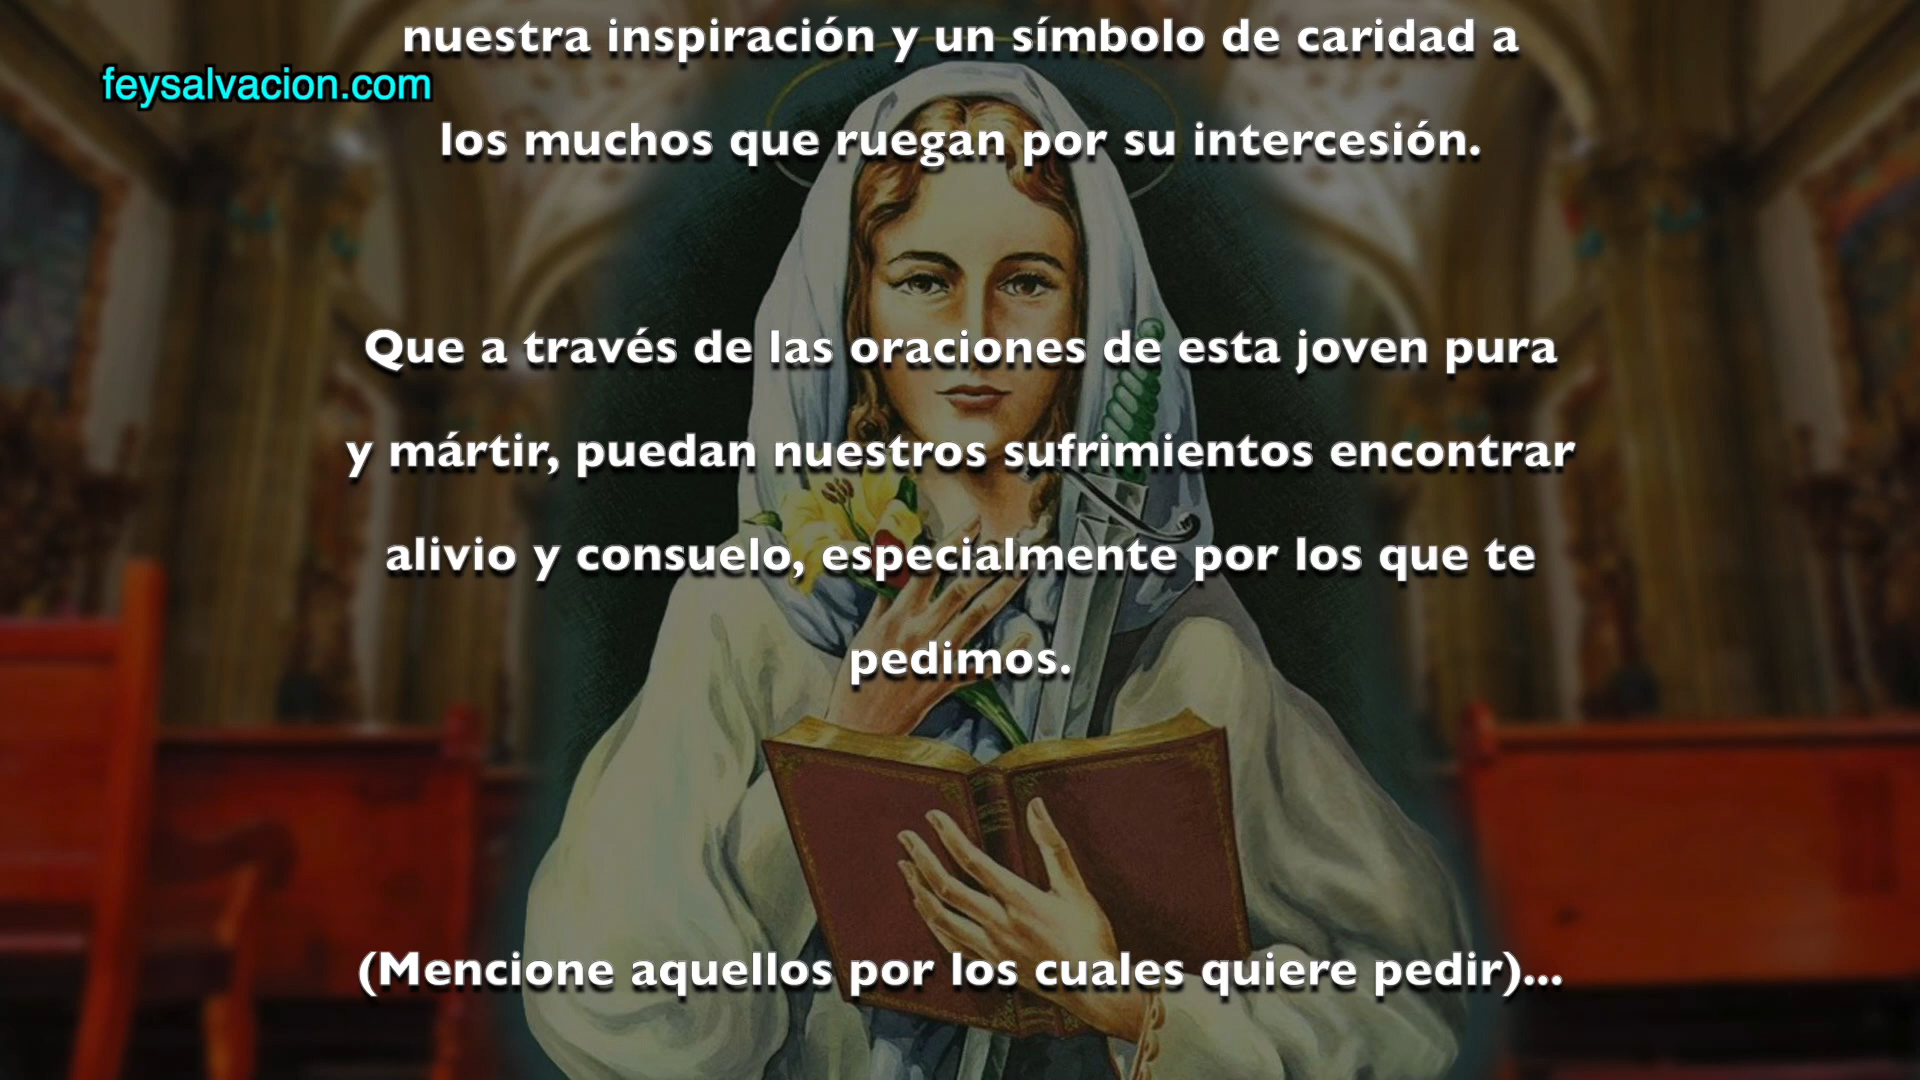 nuestra inspiración y un símbolo de caridad a
feysalvacion.com
los muchos que ruegan por su intercesión.
Que a través de las oraciones de esta joven pura
y mártir, puedan nuestros sufrimientos encontrar
alivio y consuelo, especialmente por los que te
pedimos.
(Mencione aquellos por los cuales quiere pedir)...